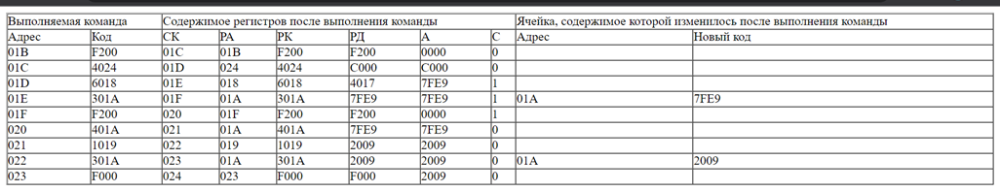 Выполняемая команда Содержимое регистров после выполнения команды Ячейка, содержимое которой изменилось после выполнения команды
Адрес Код СК РА РК РД А С Адрес Новый код
01B F200 01C 01B F200 F200 0000 0
01C 4024 01D 024 4024 C000 C000 0
01D 6018 01E 018 6018 4017 7FE9 1
01E 301A 01F 01A 301A 7FE9 7FE9 1 01A 7FE9
01F F200 020 01F F200 F200 0000 1
020 401A 021 01A 401A 7FE9 7FE9 0
021 1019 022 019 1019 2009 2009 0
022 301A 023 01A 301A 2009 2009 0 01A 2009
023 F000 024 023 F000 F000 2009 0